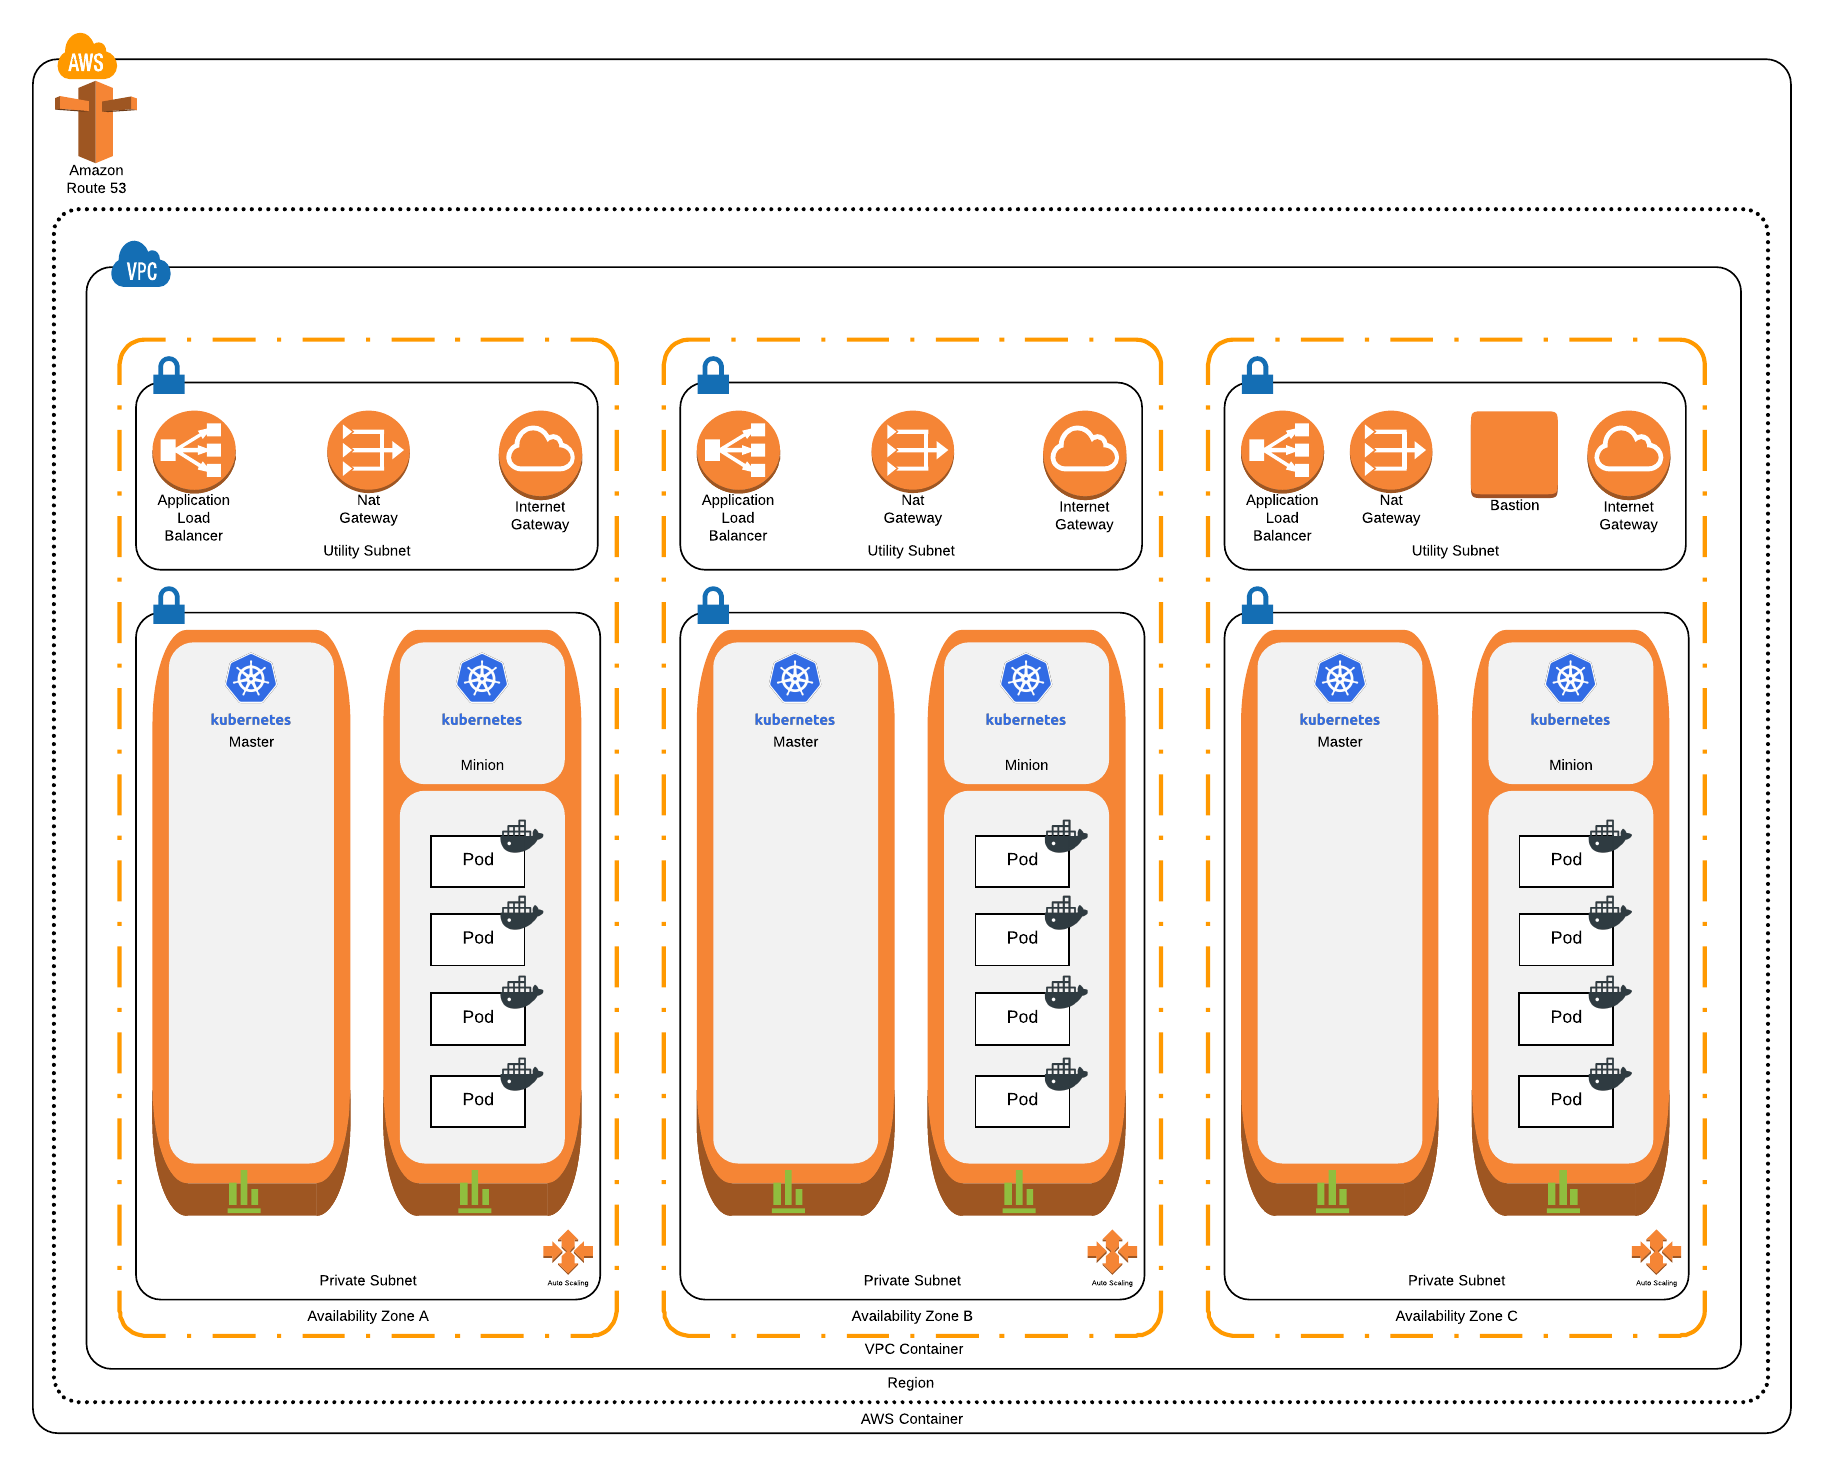 AWS
Amazon
Route 53
VPC
Application
Load
Balancer
Nat
Gateway
Internet
Gateway
Utility Subnet
Application
Load
Balancer
Nat
Gateway
Internet
Gateway
Utility Subnet
Application
Load
Balancer
Nat
Gateway
Bastion
Internet
Gateway
Utility Subnet
kubernetes
Master
kubernetes
Minion
Pod
Pod
Pod
Pod
Auto Scaling
Private Subnet
Availability Zone A
kubernetes
Master
kubernetes
Minion
Pod
Pod
Pod
Pod
Auto Scaling
Private Subnet
Availability Zone B
kubernetes
Master
kubernetes
Minion
Pod
Pod
Pod
Pod
Auto Scaling
Private Subnet
Availability Zone C
VPC Container
Region
AWS Container